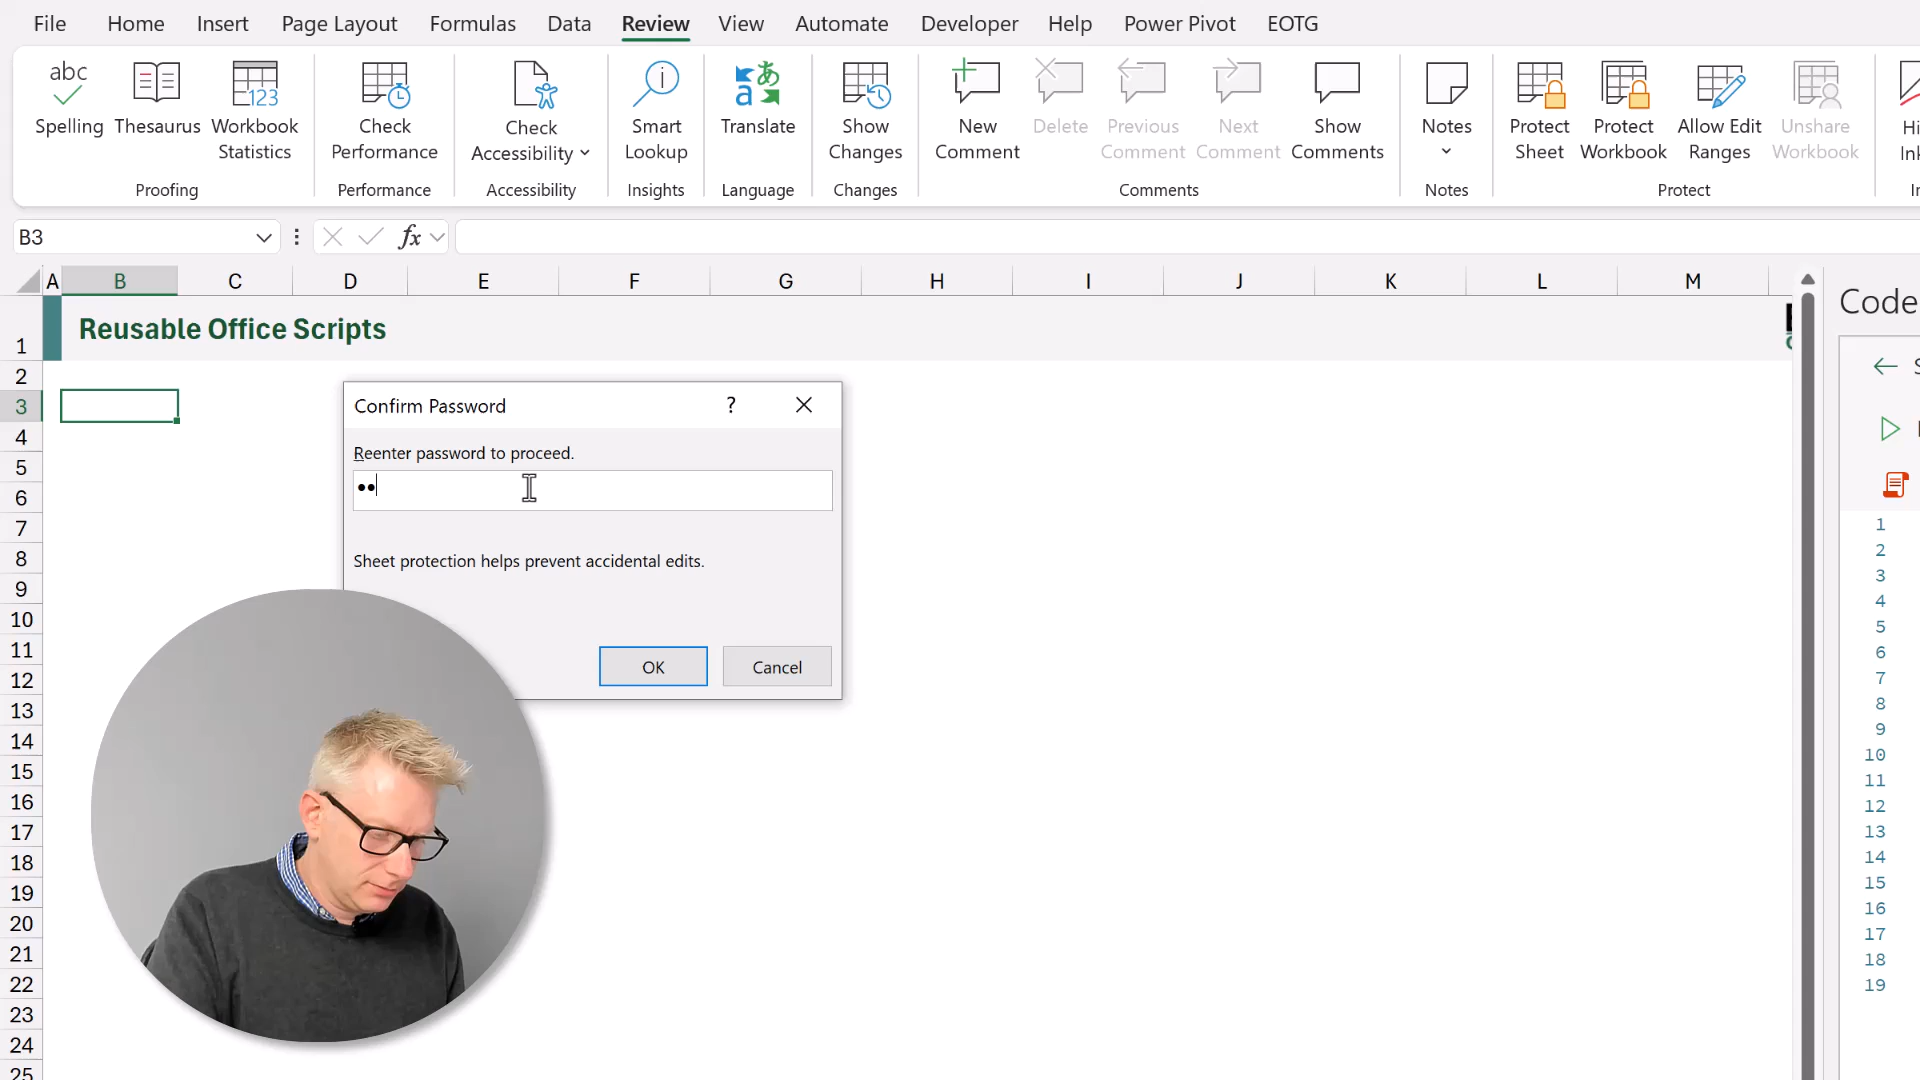 File Home Insert Page Layout Formulas Data Review View Automate Developer Help Power Pivot EOTG
abc
123
Spelling Thesaurus Workbook Statistics
Check Performance
Check Accessibility
Smart Lookup
Translate
Show Changes
New Comment
Delete
Previous Comment
Next Comment
Show Comments
Notes
Protect Sheet
Protect Workbook
Allow Edit Ranges
Unshare Workbook
Proofing Performance Accessibility Insights Language Changes Comments Notes Protect
B3
fx
A B C D E F G H I J K L M
Code
1 Reusable Office Scripts
2
3
4
5
6
7
8
9
10
11
12
13
14
15
16
17
18
19
20
21
22
23
24
25
Confirm Password ?
Reenter password to proceed.
Sheet protection helps prevent accidental edits.
OK Cancel
1
2
3
4
5
6
7
8
9
10
11
12
13
14
15
16
17
18
19